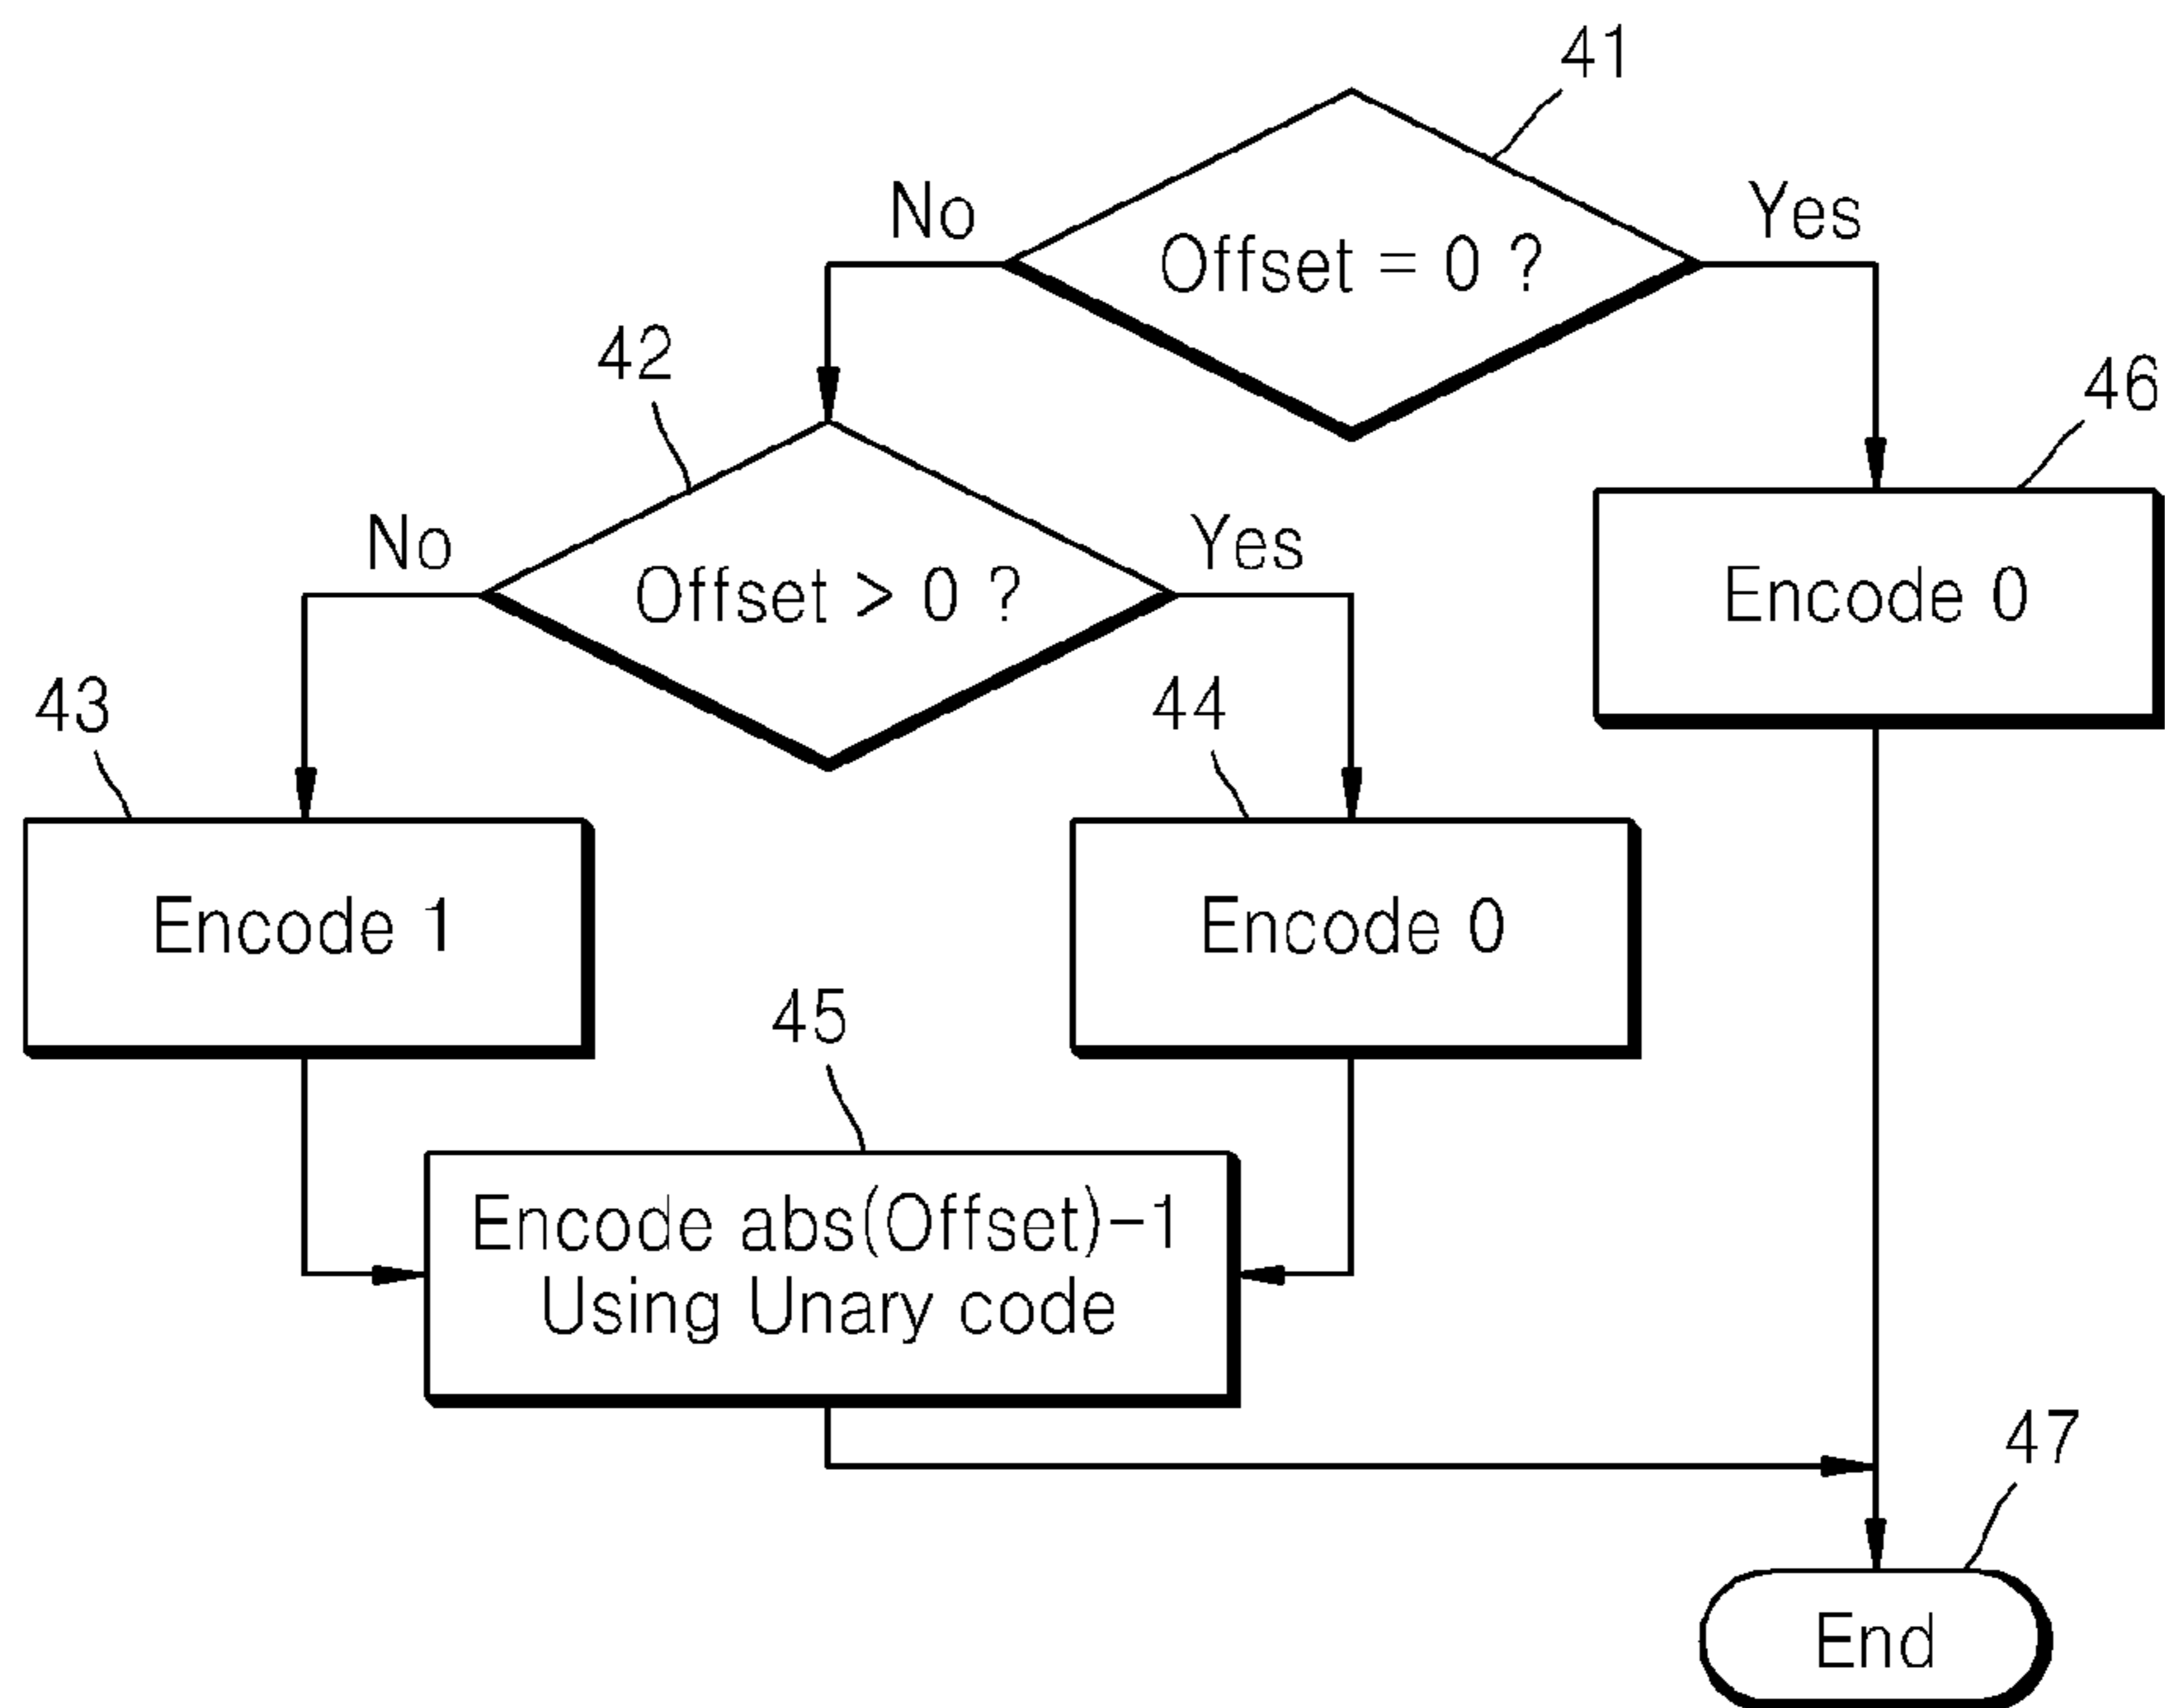 41
No
Yes
Offset = 0 ?
42
46
No
Yes
Offset > 0 ?
Encode 0
43
44
Encode 1
Encode 0
45
Encode abs(Offset)-1
Using Unary code
47
End